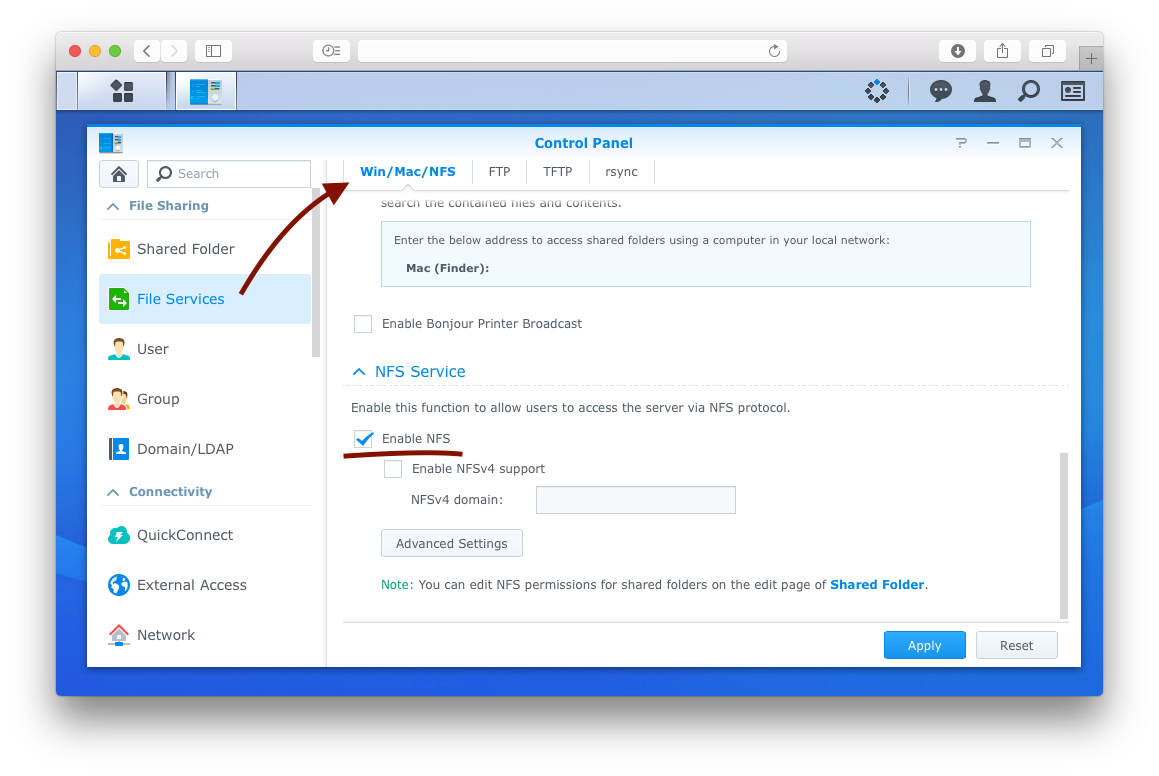 Control Panel
Search
Win/Mac/NFS FTP TFTP rsync
File Sharing
Shared Folder
File Services
User
Group
Domain/LDAP
Connectivity
QuickConnect
External Access
Network
search the contained files and contents.
Enter the below address to access shared folders using a computer in your local network:
Mac (Finder):
Enable Bonjour Printer Broadcast
NFS Service
Enable this function to allow users to access the server via NFS protocol.
Enable NFS
Enable NFSv4 support
NFSv4 domain:
Advanced Settings
Note: You can edit NFS permissions for shared folders on the edit page of Shared Folder.
Apply Reset